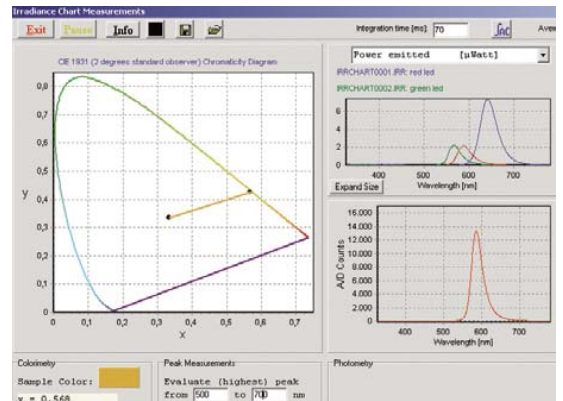 Irradiance Chart Measurements
Exit Pause Info Integration time [ms]: 70 Aver
CIE 1931 (2 degrees standard observer) Chromaticity Diagram
Power emitted [µWatt]
IRRCHART0001.IRR: red led
IRRCHART0002.IRR: green led
0,8
0,7
0,6
0,5
0,4
0,3
0,2
0,1
0
y
0 0,1 0,2 0,3 0,4 0,5 0,6 0,7
X
6
4
2
0
400 500 600 700
Expand Size Wavelength [nm]
16.000
14.000
12.000
10.000
8.000
6.000
4.000
2.000
0
A/D Counts
400 500 600 700
Wavelength [nm]
Colorimetry Peak Measurements Photometry
Sample Color: Evaluate (highest) peak
x = 0.568 from 500 to 700 nm